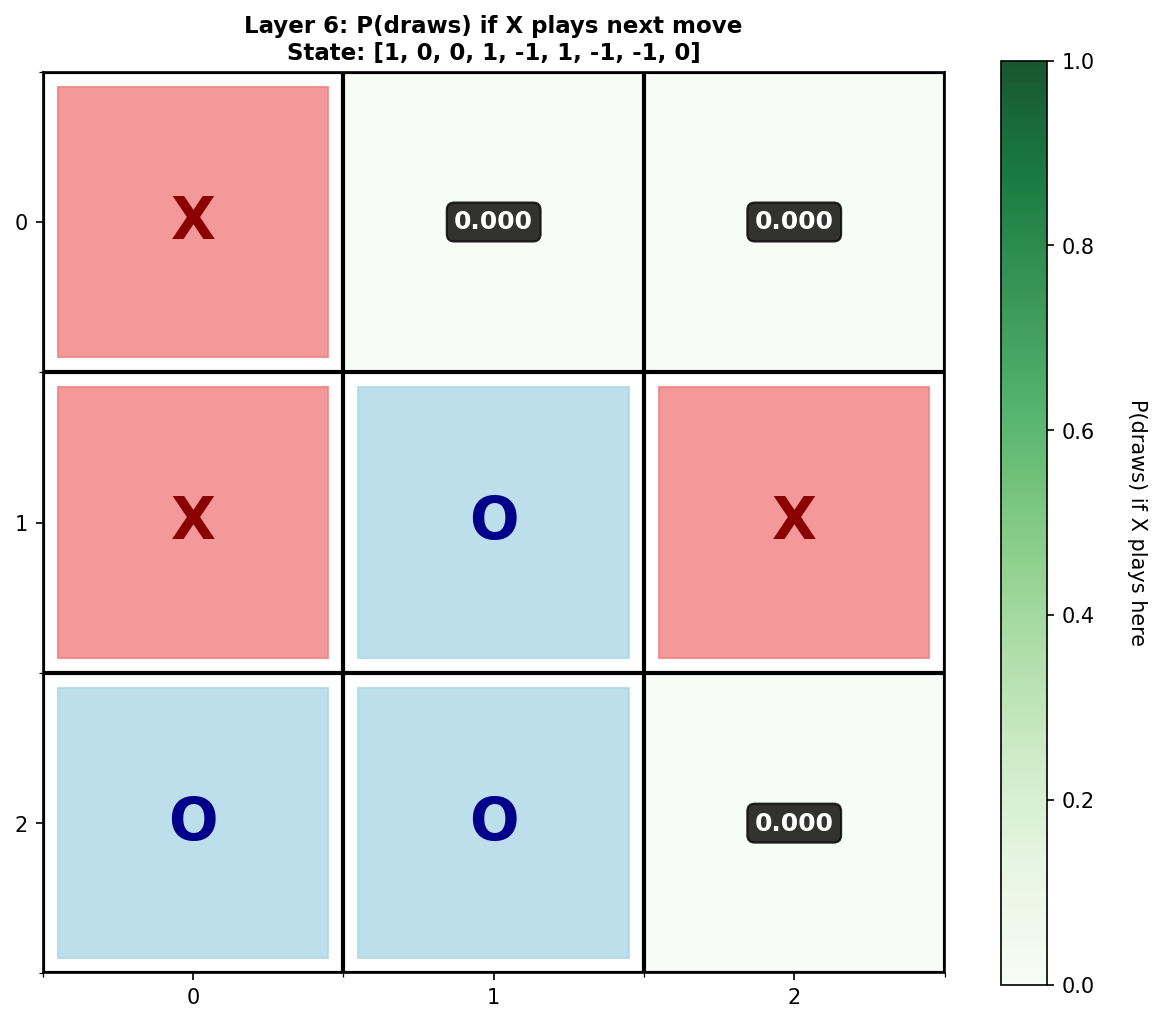 Layer 6: P(draws) if X plays next move
State: [1, 0, 0, 1, -1, 1, -1, -1, 0]
X
0.000
0.000
X
O
X
O
O
0.000
0
1
2
0
1
2
1.0
0.8
0.6
0.4
0.2
0.0
P(draws) if X plays here